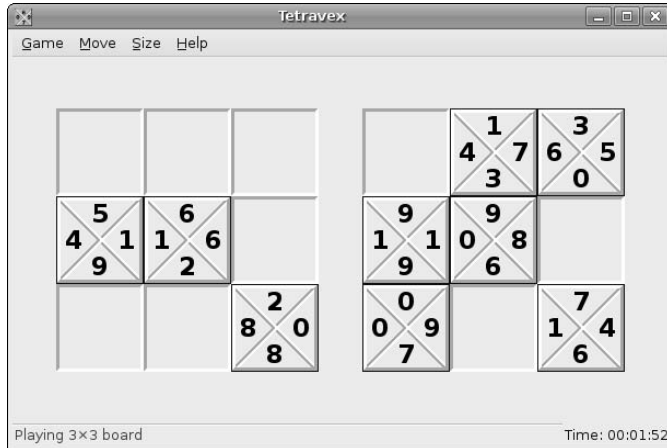 Tetravex
Game Move Size Help
1 3
4 7 6 5
3 0
5 6 9 9
4 1 1 6 1 1 0 8
9 2 9 6
2 0 7
8 0 0 9 1 4
8 7 6
Playing 3×3 board Time: 00:01:52